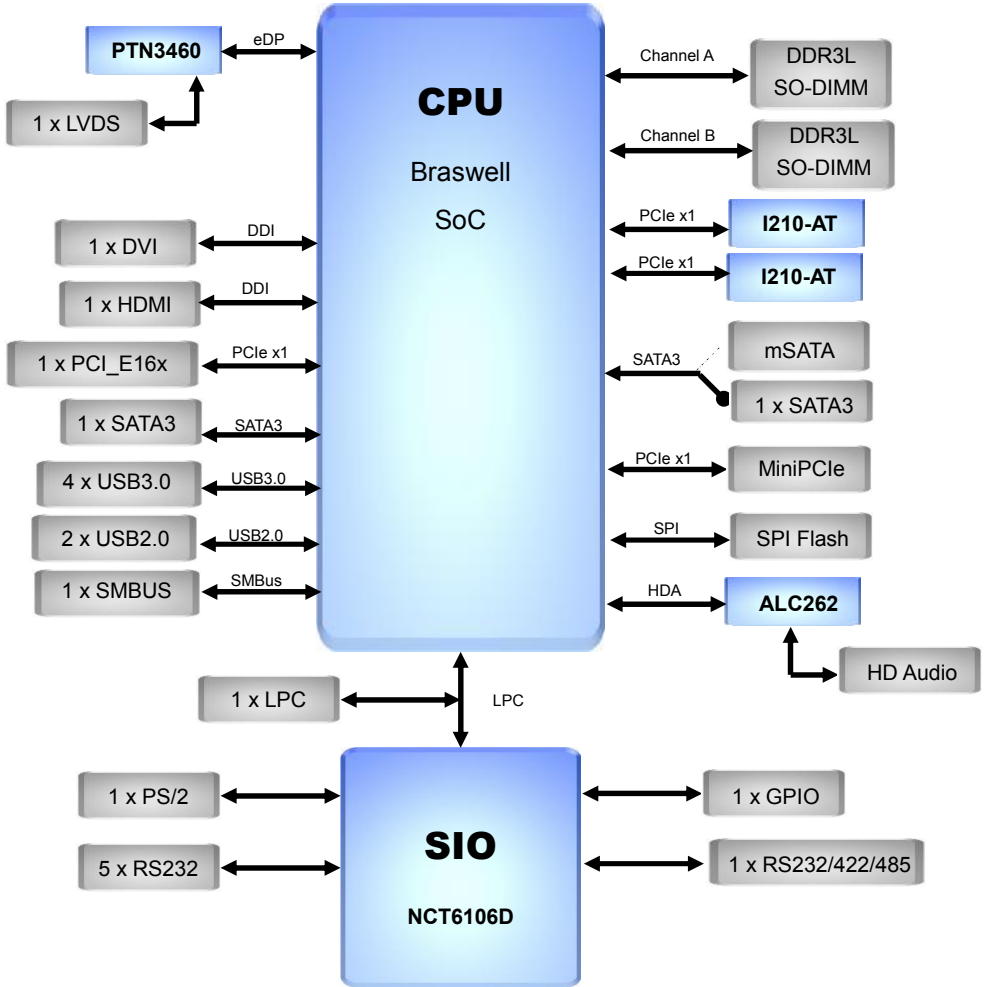 PTN3460
eDP
1 x LVDS
CPU
Braswell
SoC
Channel A
DDR3L
SO-DIMM
Channel B
DDR3L
SO-DIMM
PCIe x1
I210-AT
PCIe x1
I210-AT
1 x DVI
DDI
1 x HDMI
DDI
1 x PCI_E16x
PCIe x1
1 x SATA3
SATA3
4 x USB3.0
USB3.0
2 x USB2.0
USB2.0
1 x SMBUS
SMBus
SATA3
mSATA
1 x SATA3
PCIe x1
MiniPCIe
SPI
SPI Flash
HDA
ALC262
HD Audio
1 x LPC
LPC
1 x PS/2
5 x RS232
SIO
NCT6106D
1 x GPIO
1 x RS232/422/485